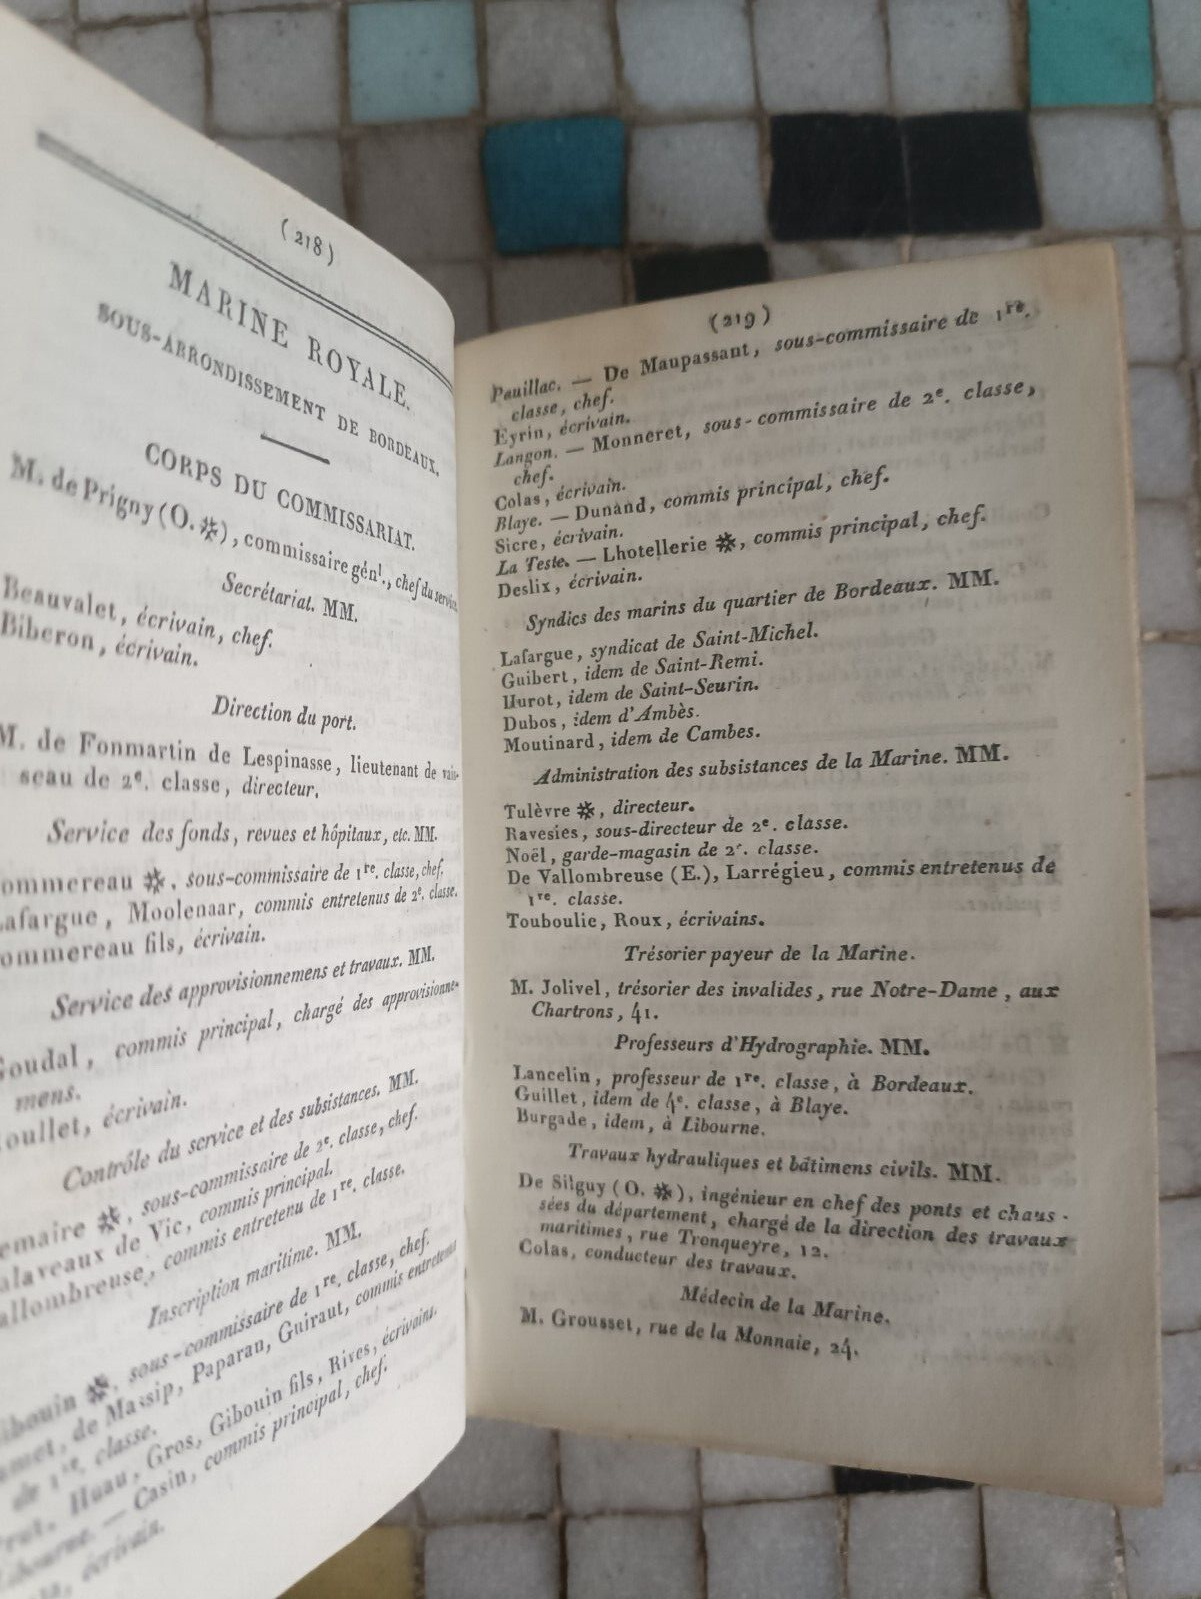 (218)
MARINE ROYALE.
SOUS-ARRONDISSEMENT DE BORDEAUX.
CORPS DU COMMISSARIAT.
M. de Prigny (O. ✻), commissaire génl., chef du service
Secrétariat. MM.
Beauvalet, écrivain, chef.
Biberon, écrivain.
Direction du port.
M. de Fonmartin de Lespinasse, lieutenant de vais-
seau de 2e. classe, directeur.
Service des fonds, revues et hôpitaux, etc. MM.
ommereau ✻, sous-commissaire de 1re. classe, chef.
Lafargue, Moolenaar, commis entretenus de 2e. classe.
ommereau fils, écrivain.
Service des approvisionnemens et travaux. MM.
Goudal, commis principal, chargé des approvisionne-
mens.
oullet, écrivain.
Contrôle du service et des subsistances. MM.
emaire ✻, sous-commissaire de 2e. classe, chef.
alaveaux de Vic, commis principal.
allombreuse, commis entretenu de 1re. classe.
Inscription maritime. MM.
ibouin ✻, sous-commissaire de 1re. classe, chef.
amet, de Massip, Paparau, Guiraut, commis entretenus
de 1re. classe.
Huau, Gros, Gibouin fils, Rives, écrivains.
Libourne. — Casin, commis principal, chef.
écrivain.
(219)
Pauillac. — De Maupassant, sous-commissaire de 1re.
classe, chef.
Eyrin, écrivain.
Langon. — Monneret, sous-commissaire de 2e. classe,
chef.
Colas, écrivain.
Blaye. — Dunand, commis principal, chef.
Sicre, écrivain.
La Teste. — Lhotellerie ✻, commis principal, chef.
Deslix, écrivain.
Syndics des marins du quartier de Bordeaux. MM.
Lafargue, syndicat de Saint-Michel.
Guibert, idem de Saint-Remi.
Hurot, idem de Saint-Seurin.
Dubos, idem d'Ambès.
Moutinard, idem de Cambes.
Administration des subsistances de la Marine. MM.
Tulèvre ✻, directeur.
Ravesies, sous-directeur de 2e. classe.
Noël, garde-magasin de 2e. classe.
De Vallombreuse (E.), Larrégieu, commis entretenus de
1re. classe.
Touboulie, Roux, écrivains.
Trésorier payeur de la Marine.
M. Jolivel, trésorier des invalides, rue Notre-Dame, aux
Chartrons, 41.
Professeurs d'Hydrographie. MM.
Lancelin, professeur de 1re. classe, à Bordeaux.
Guillet, idem de 4e. classe, à Blaye.
Burgade, idem, à Libourne.
Travaux hydrauliques et bâtimens civils. MM.
De Silguy (O. ✻), ingénieur en chef des ponts et chaus-
sées du département, chargé de la direction des travaux
maritimes, rue Tronqueyre, 12.
Colas, conducteur des travaux.
Médecin de la Marine.
M. Grousset, rue de la Monnaie, 24.